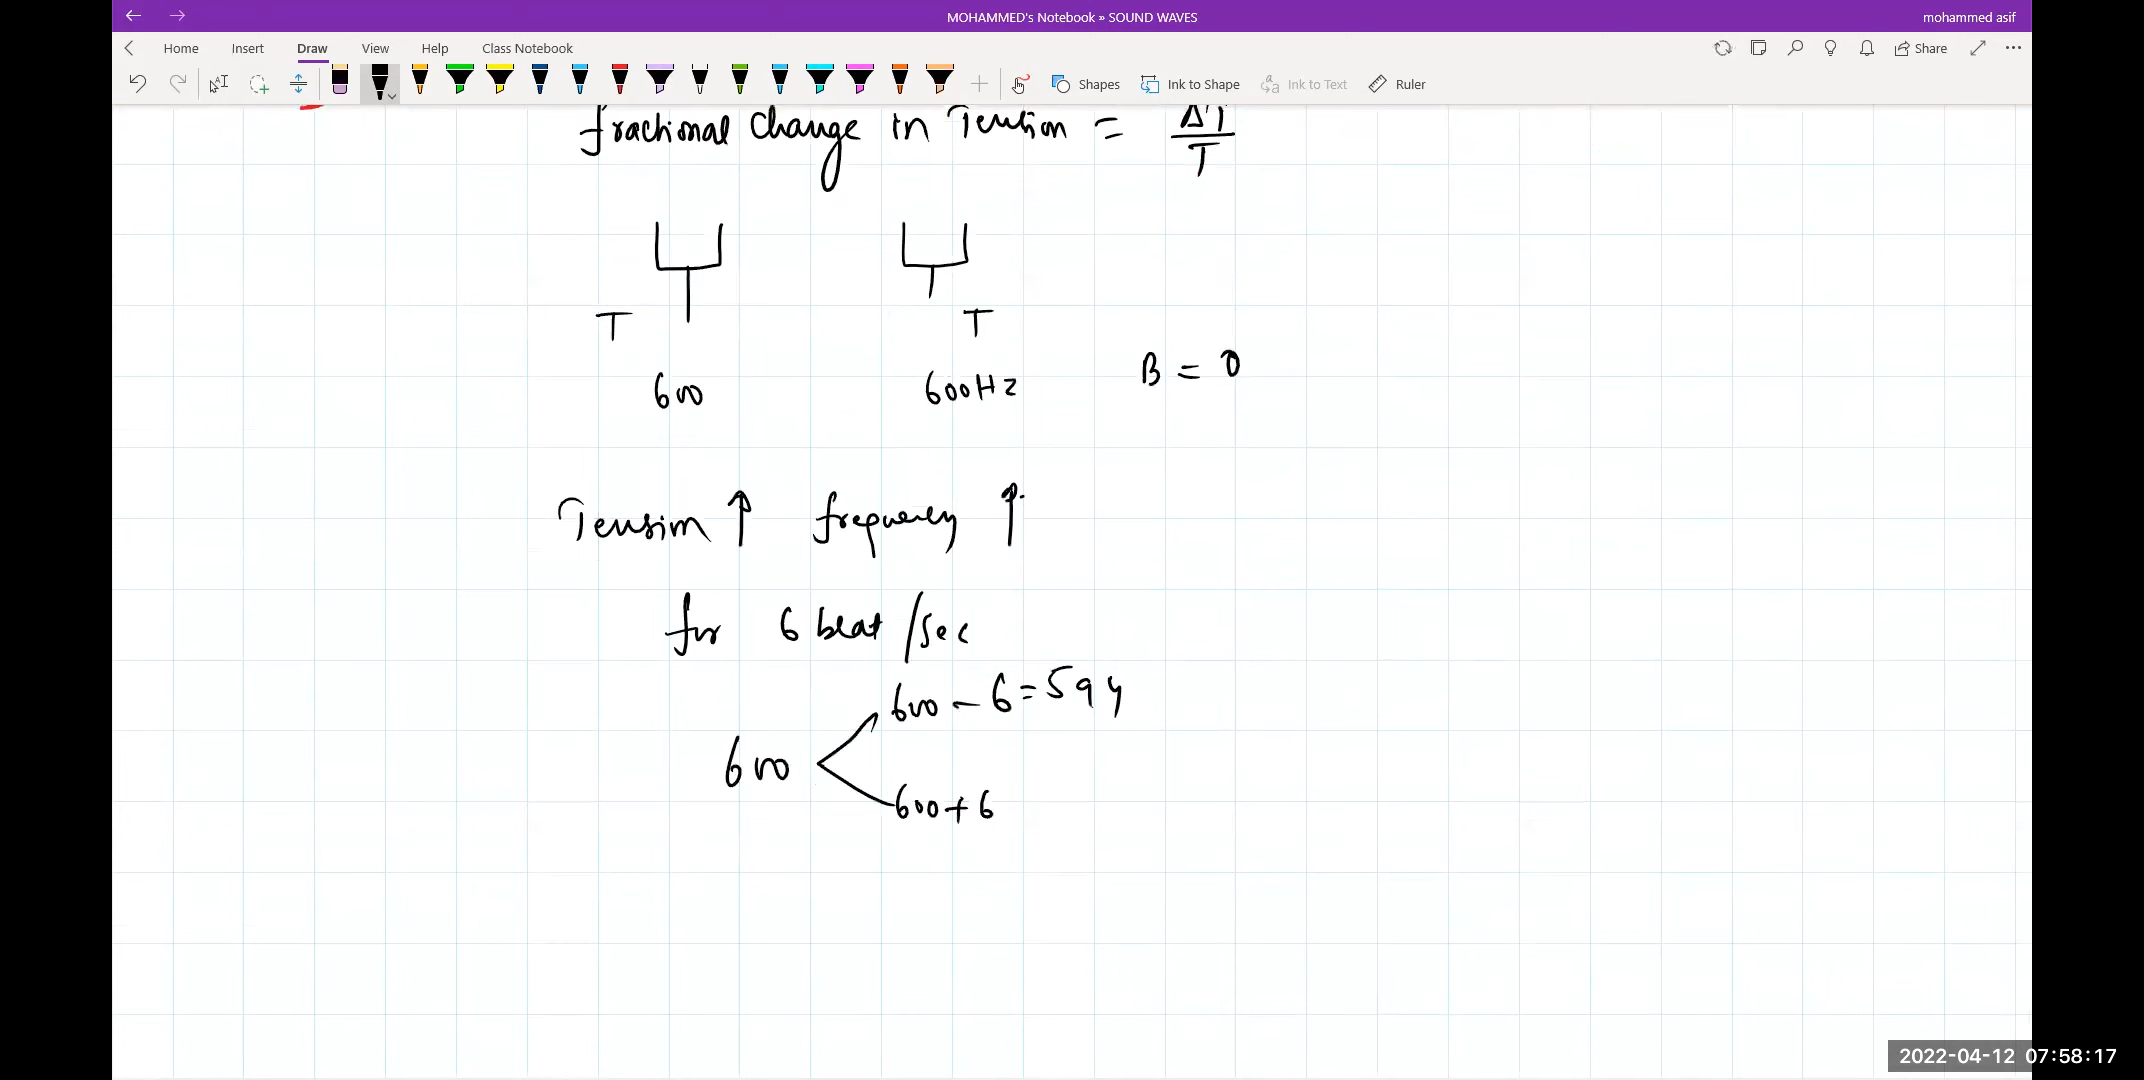 MOHAMMED's Notebook » SOUND WAVES
mohammed asif
Home Insert Draw View Help Class Notebook
Share
Shapes Ink to Shape Ink to Text Ruler
fractional change in Tension = ΔT/T
T T
600 600Hz B = 0
Tension ↑ frequency ↑
for 6 beat/sec
600 - 6 = 594
600
600 + 6
2022-04-12 07:58:17